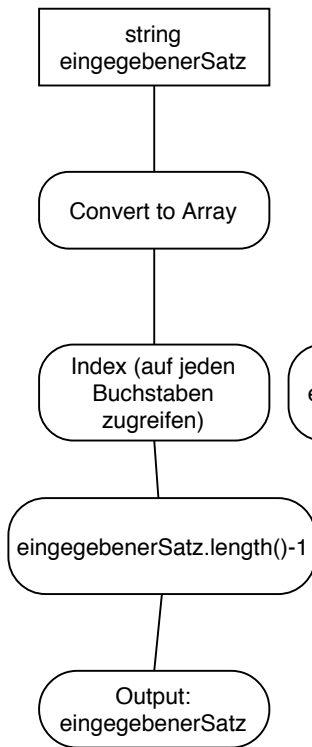 string
eingegebenerSatz
Convert to Array
Index (auf jeden
Buchstaben
zugreifen)
eingegebenerSatz.length()-1
Output:
eingegebenerSatz